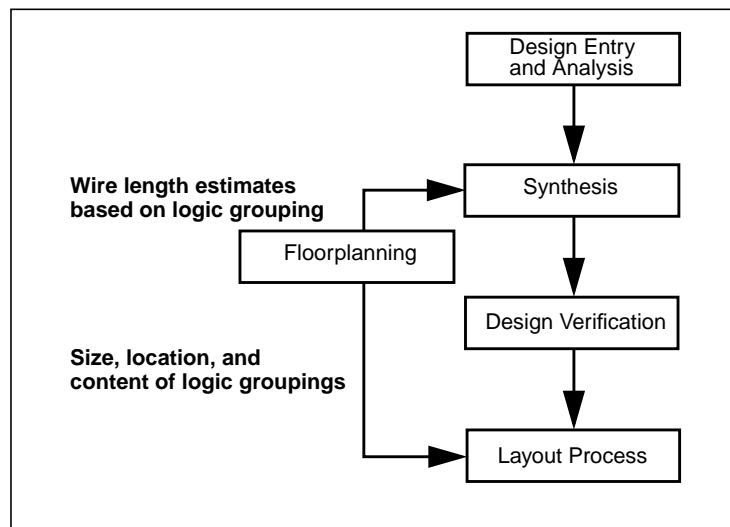 Design Entry
and Analysis
Wire length estimates
based on logic grouping
Synthesis
Floorplanning
Design Verification
Size, location, and
content of logic groupings
Layout Process